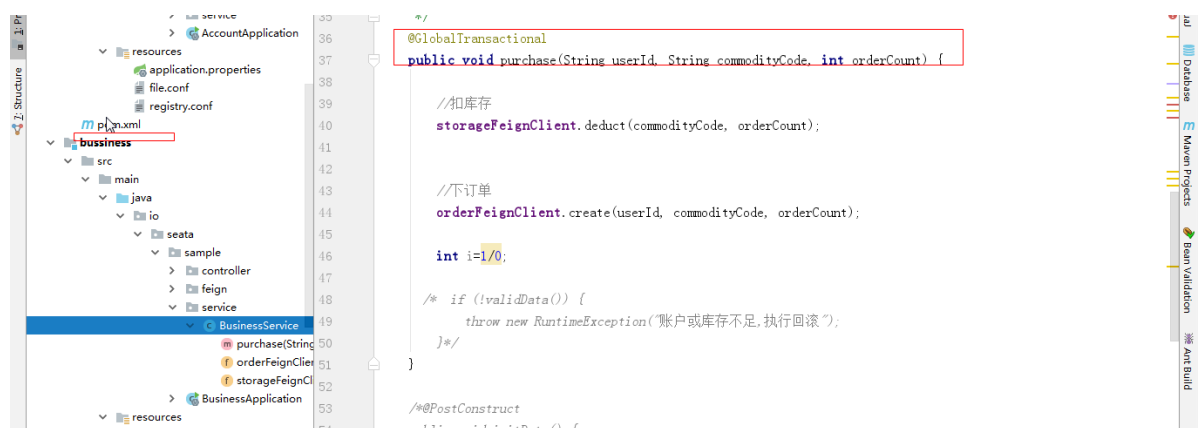 service
AccountApplication
resources
application.properties
file.conf
registry.conf
bussiness
src
main
java
io
seata
sample
controller
feign
service
BusinessService
purchase(String
orderFeignClie
storageFeignCl
BusinessApplication
resources
Z: Structure
35 */
36 @GlobalTransactional
37 public void purchase(String userId, String commodityCode, int orderCount) {
38
39 //扣库存
40 storageFeignClient.deduct(commodityCode, orderCount);
41
42
43 //下订单
44 orderFeignClient.create(userId, commodityCode, orderCount);
45
46 int i=1/0;
47
48 /* if (!validData()) {
49 throw new RuntimeException("账户或库存不足,执行回滚");
50 }*/
51 }
52
53 /*@PostConstruct
Database
m Maven Projects
Bean Validation
Ant Build